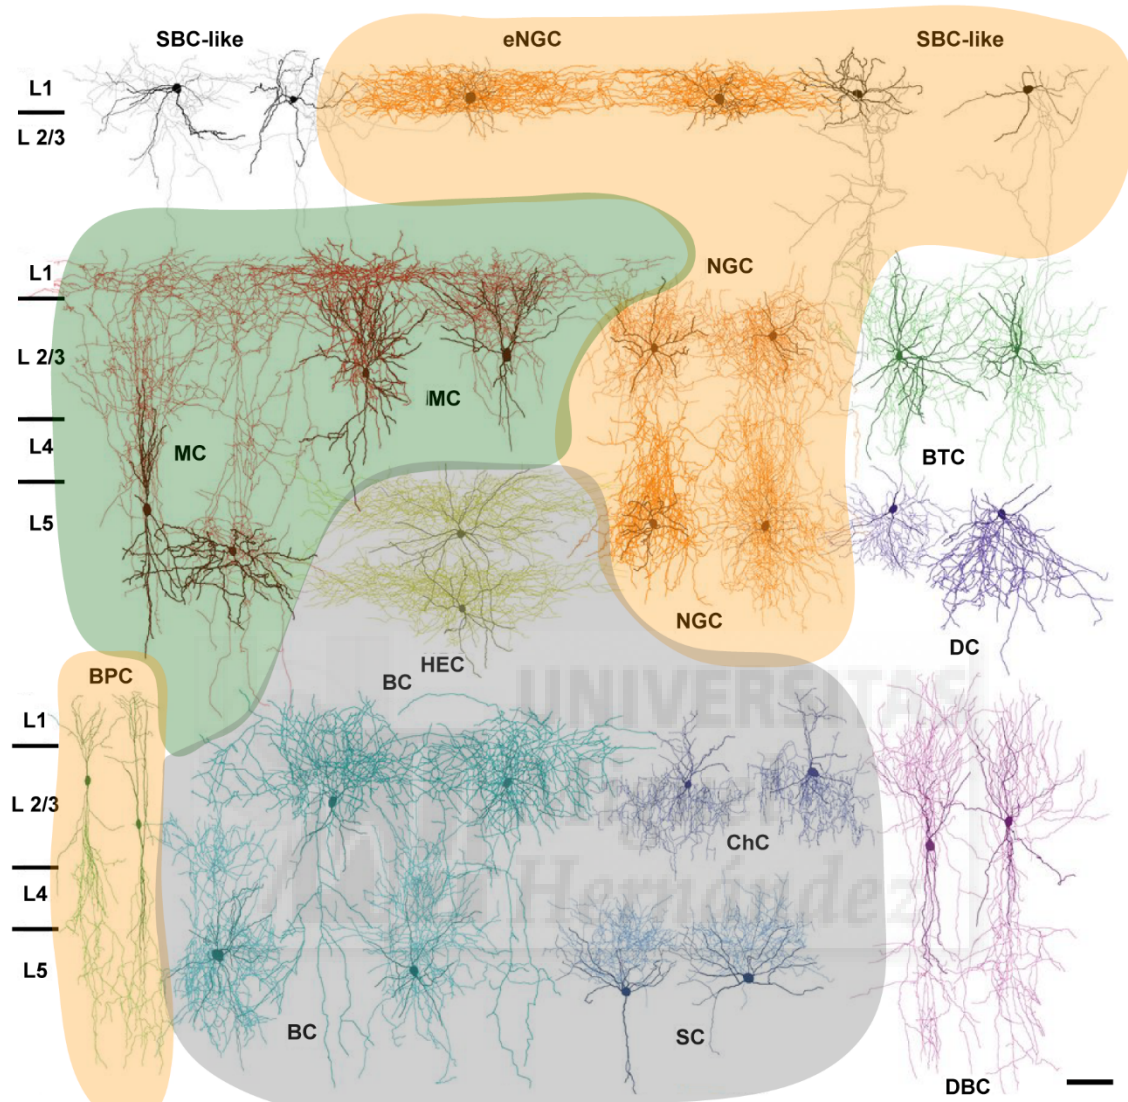 SBC-like eNGC SBC-like
L1
L 2/3
L1 NGC
L 2/3
MC
L4 MC BTC
L5
NGC DC
HEC
BPC BC
UNIVERSITAS
L1
L 2/3
ChC
L4 Hernández
L5
BC SC
DBC